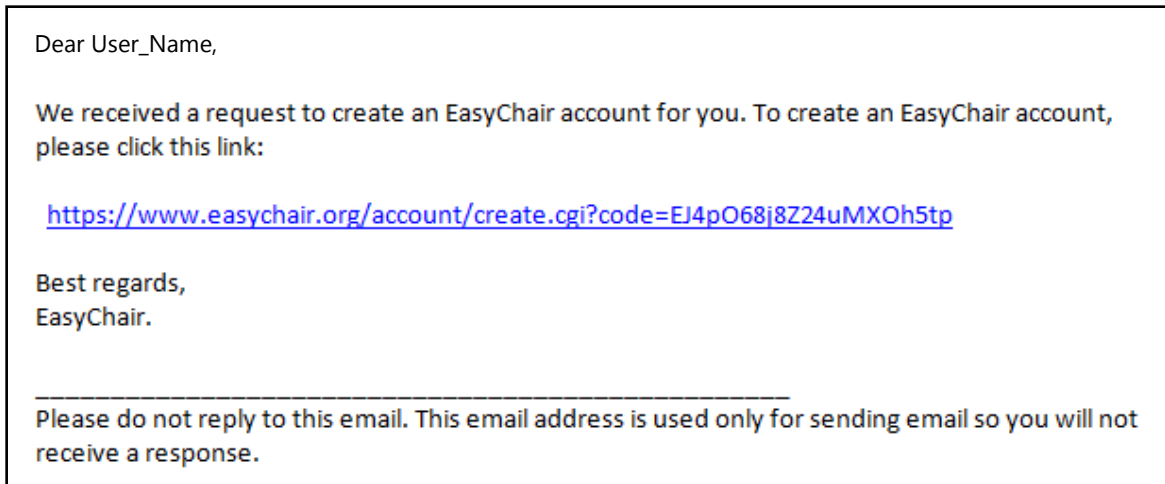 Dear User_Name,
We received a request to create an EasyChair account for you. To create an EasyChair account,
please click this link:
https://www.easychair.org/account/create.cgi?code=EJ4pO68j8Z24uMXOh5tp
Best regards,
EasyChair.
__________________________________________________
Please do not reply to this email. This email address is used only for sending email so you will not
receive a response.